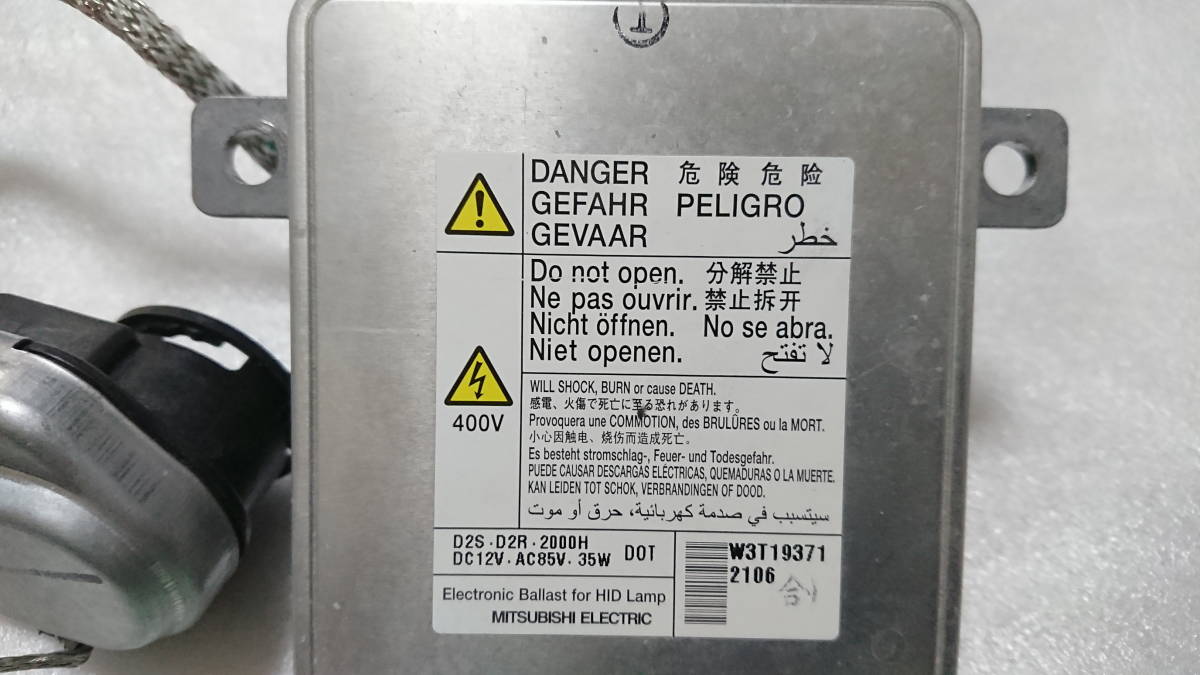 DANGER 危険 危险
GEFAHR PELIGRO
GEVAAR خطر
Do not open. 分解禁止
Ne pas ouvrir. 禁止拆开
Nicht öffnen. No se abra.
Niet openen. لا تفتح
400V
WILL SHOCK, BURN or cause DEATH.
感電、火傷で死亡に至る恐れがあります。
Provoquera une COMMOTION, des BRULÛRES ou la MORT.
小心因触电、烧伤而造成死亡。
Es besteht stromschlag-, Feuer- und Todesgefahr.
PUEDE CAUSAR DESCARGAS ELÉCTRICAS, QUEMADURAS O LA MUERTE.
KAN LEIDEN TOT SCHOK, VERBRANDINGEN OF DOOD.
سيتسبب في صدمة كهربائية، حرق أو موت
D2S·D2R·2000H
DC12V·AC85V·35W DOT
Electronic Ballast for HID Lamp
MITSUBISHI ELECTRIC
W3T19371
2106